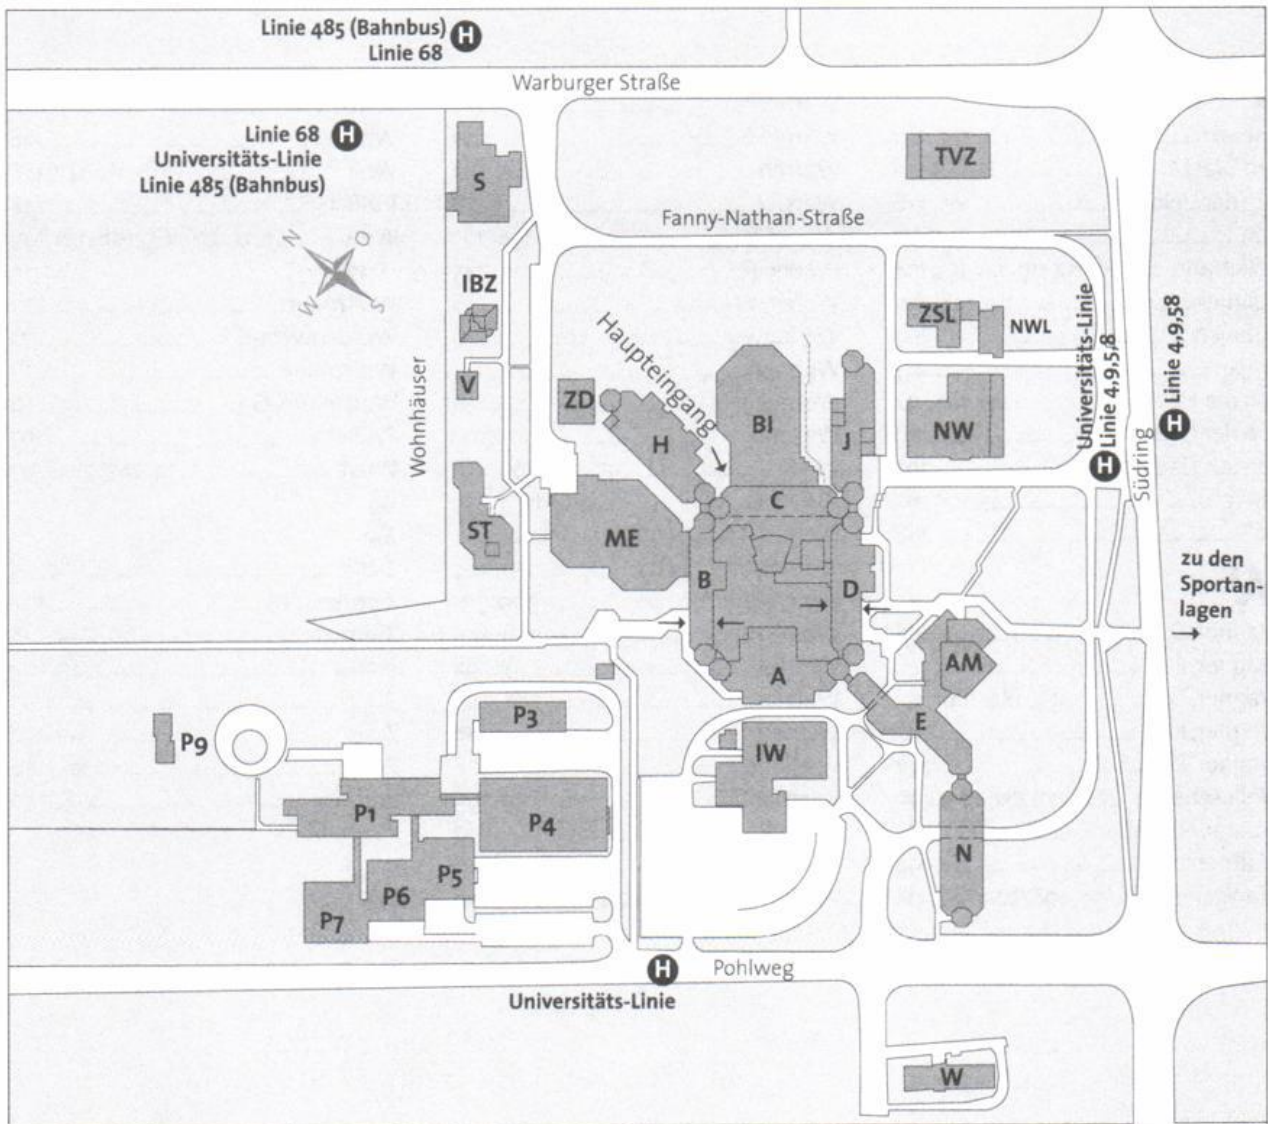 Linie 485 (Bahnbus)
Linie 68
H
Warburger Straße
Linie 68
H
Universitäts-Linie
Linie 485 (Bahnbus)
S
TVZ
Fanny-Nathan-Straße
N
O
W
S
IBZ
ZSL
NWL
Universitäts-Linie
Linie 4,9,5,8
H
Linie 4,9,58
H
Südring
Wohnhäuser
V
ZD
Haupteingang
H
BI
J
NW
C
ST
ME
B
D
zu den
Sportan-
lagen
A
AM
E
P3
P9
IW
P1
P4
N
P5
P6
P7
H
Pohlweg
Universitäts-Linie
W